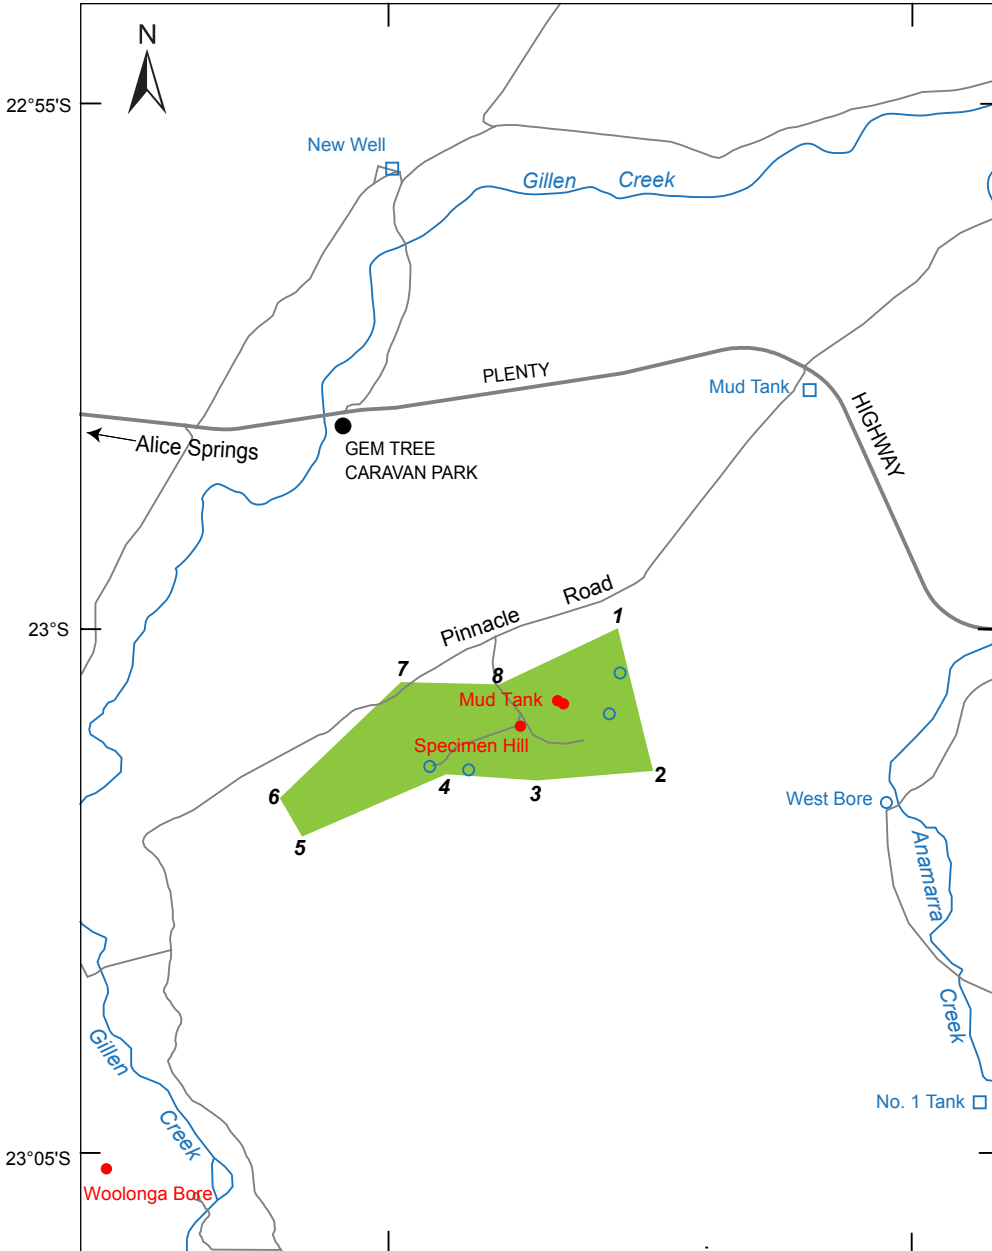 N
22°55'S
New Well
Gillen Creek
PLENTY
HIGHWAY
Mud Tank
Alice Springs
GEM TREE
CARAVAN PARK
23°S
Pinnacle Road
1
7
8
Mud Tank
Specimen Hill
2
3
4
6
5
West Bore
Anamarra
Creek
Gillen
Creek
No. 1 Tank
23°05'S
Woolonga Bore